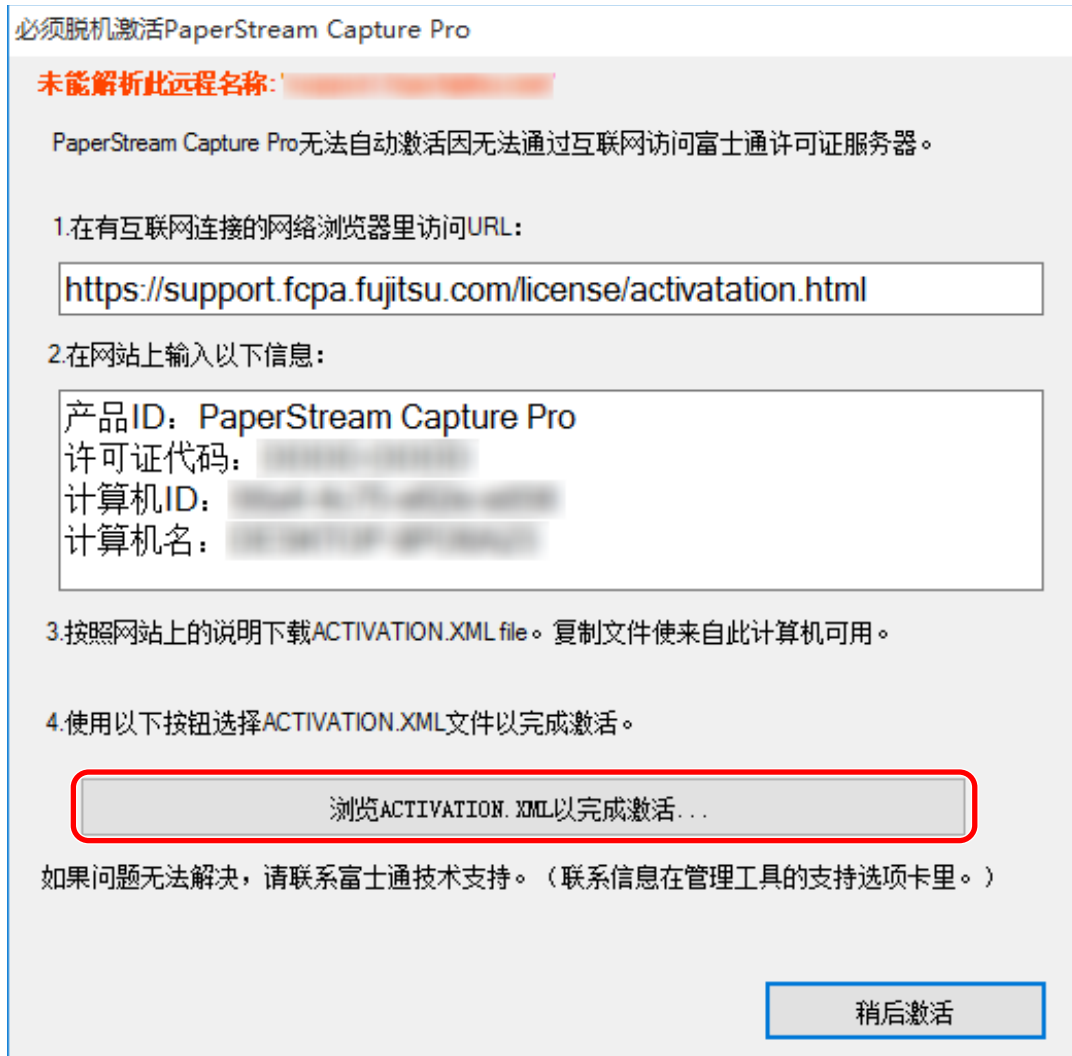 必须脱机激活PaperStream Capture Pro
未能解析此远程名称:'
PaperStream Capture Pro无法自动激活因无法通过互联网访问富士通许可证服务器。
1.在有互联网连接的网络浏览器里访问URL：
https://support.fcpa.fujitsu.com/license/activatation.html
2.在网站上输入以下信息：
产品ID：PaperStream Capture Pro
许可证代码：
计算机ID：
计算机名：
3.按照网站上的说明下载ACTIVATION.XML file。复制文件使来自此计算机可用。
4.使用以下按钮选择ACTIVATION.XML文件以完成激活。
浏览ACTIVATION.XML以完成激活...
如果问题无法解决，请联系富士通技术支持。（联系信息在管理工具的支持选项卡里。）
稍后激活